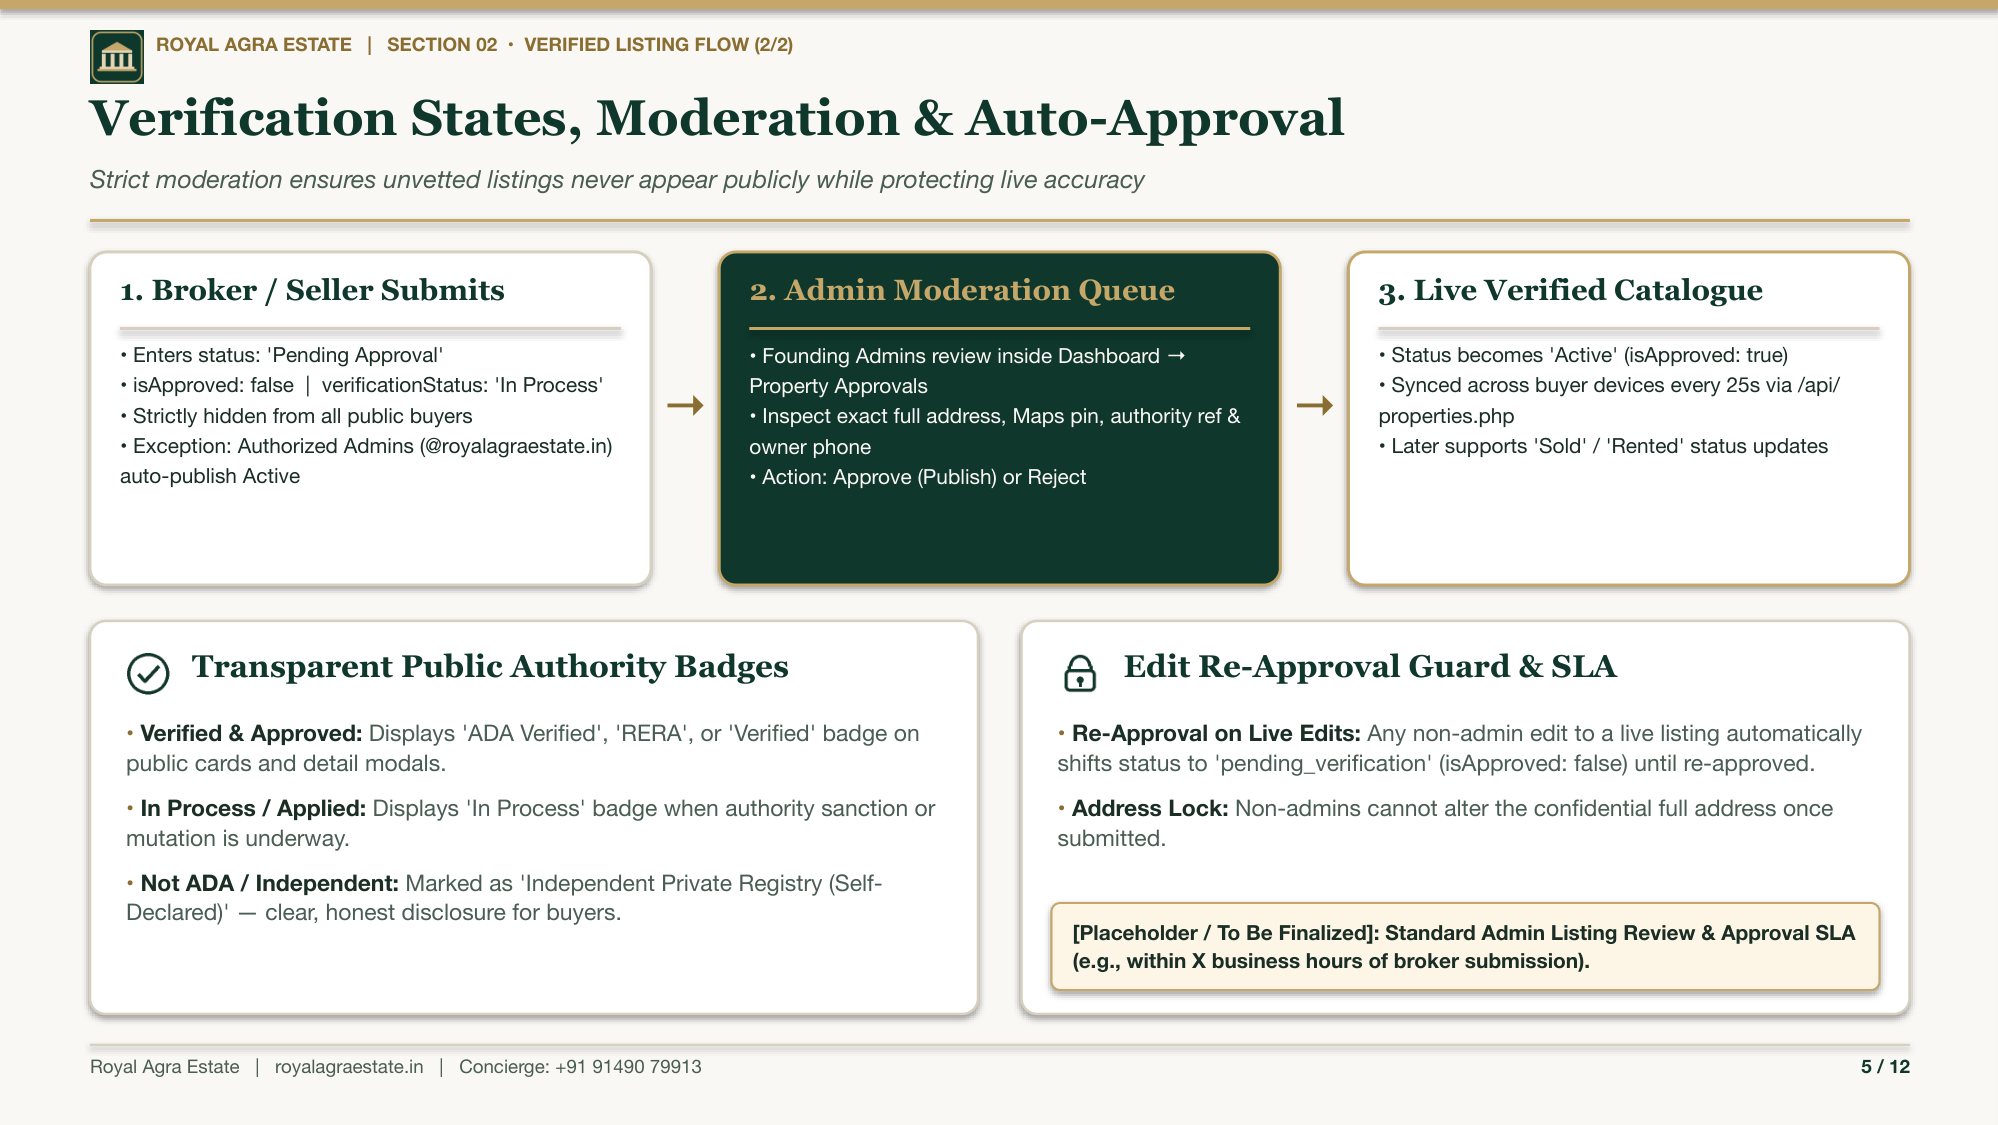 ROYAL AGRA ESTATE | SECTION 02 • VERIFIED LISTING FLOW (2/2)
Verification States, Moderation & Auto-Approval
Strict moderation ensures unvetted listings never appear publicly while protecting live accuracy
1. Broker / Seller Submits
• Enters status: 'Pending Approval'
• isApproved: false | verificationStatus: 'In Process'
• Strictly hidden from all public buyers
• Exception: Authorized Admins (@royalagraestate.in)
auto-publish Active
→
2. Admin Moderation Queue
• Founding Admins review inside Dashboard →
Property Approvals
• Inspect exact full address, Maps pin, authority ref &
owner phone
• Action: Approve (Publish) or Reject
→
3. Live Verified Catalogue
• Status becomes 'Active' (isApproved: true)
• Synced across buyer devices every 25s via /api/
properties.php
• Later supports 'Sold' / 'Rented' status updates
Transparent Public Authority Badges
• Verified & Approved: Displays 'ADA Verified', 'RERA', or 'Verified' badge on
public cards and detail modals.
• In Process / Applied: Displays 'In Process' badge when authority sanction or
mutation is underway.
• Not ADA / Independent: Marked as 'Independent Private Registry (Self-
Declared)' — clear, honest disclosure for buyers.
Edit Re-Approval Guard & SLA
• Re-Approval on Live Edits: Any non-admin edit to a live listing automatically
shifts status to 'pending_verification' (isApproved: false) until re-approved.
• Address Lock: Non-admins cannot alter the confidential full address once
submitted.
[Placeholder / To Be Finalized]: Standard Admin Listing Review & Approval SLA
(e.g., within X business hours of broker submission).
Royal Agra Estate | royalagraestate.in | Concierge: +91 91490 79913
5 / 12